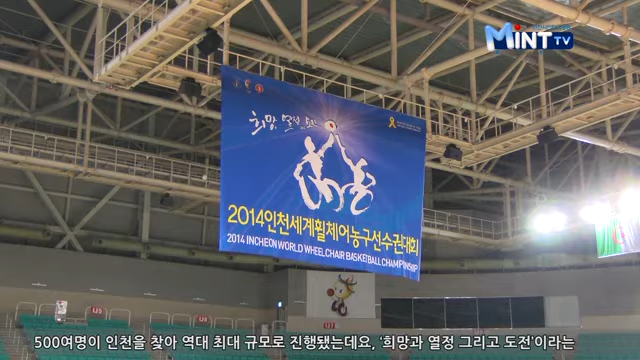 MINT TV
희망 열정 도전
2014인천세계휠체어농구선수권대회
2014 INCHEON WORLD WHEELCHAIR BASKETBALL CHAMPIONSHIP
500여명이 인천을 찾아 역대 최대 규모로 진행됐는데요, '희망과 열정 그리고 도전'이라는